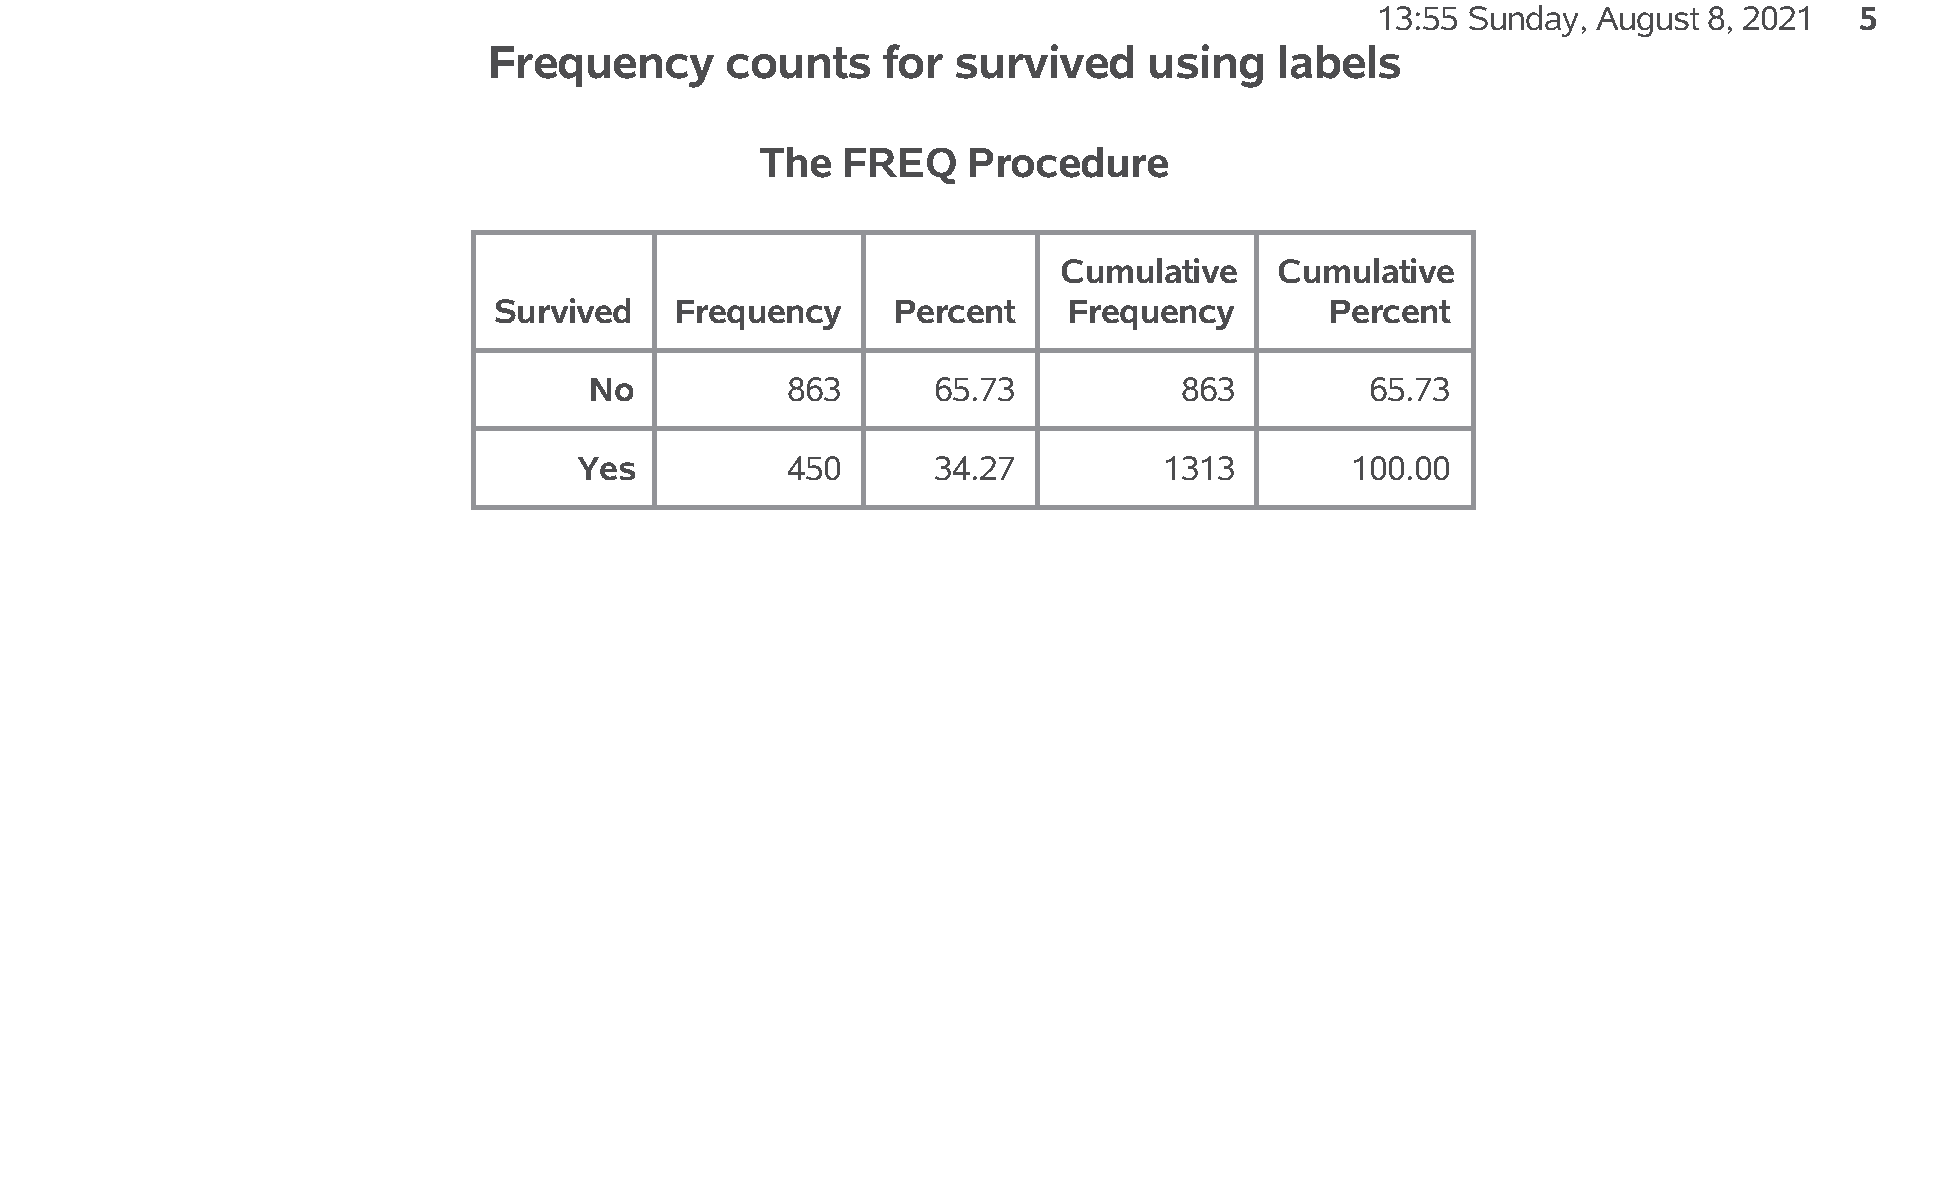 13:55 Sunday, August 8, 2021 5
Frequency counts for survived using labels
The FREQ Procedure
Survived Frequency Percent Cumulative Frequency Cumulative Percent
No 863 65.73 863 65.73
Yes 450 34.27 1313 100.00